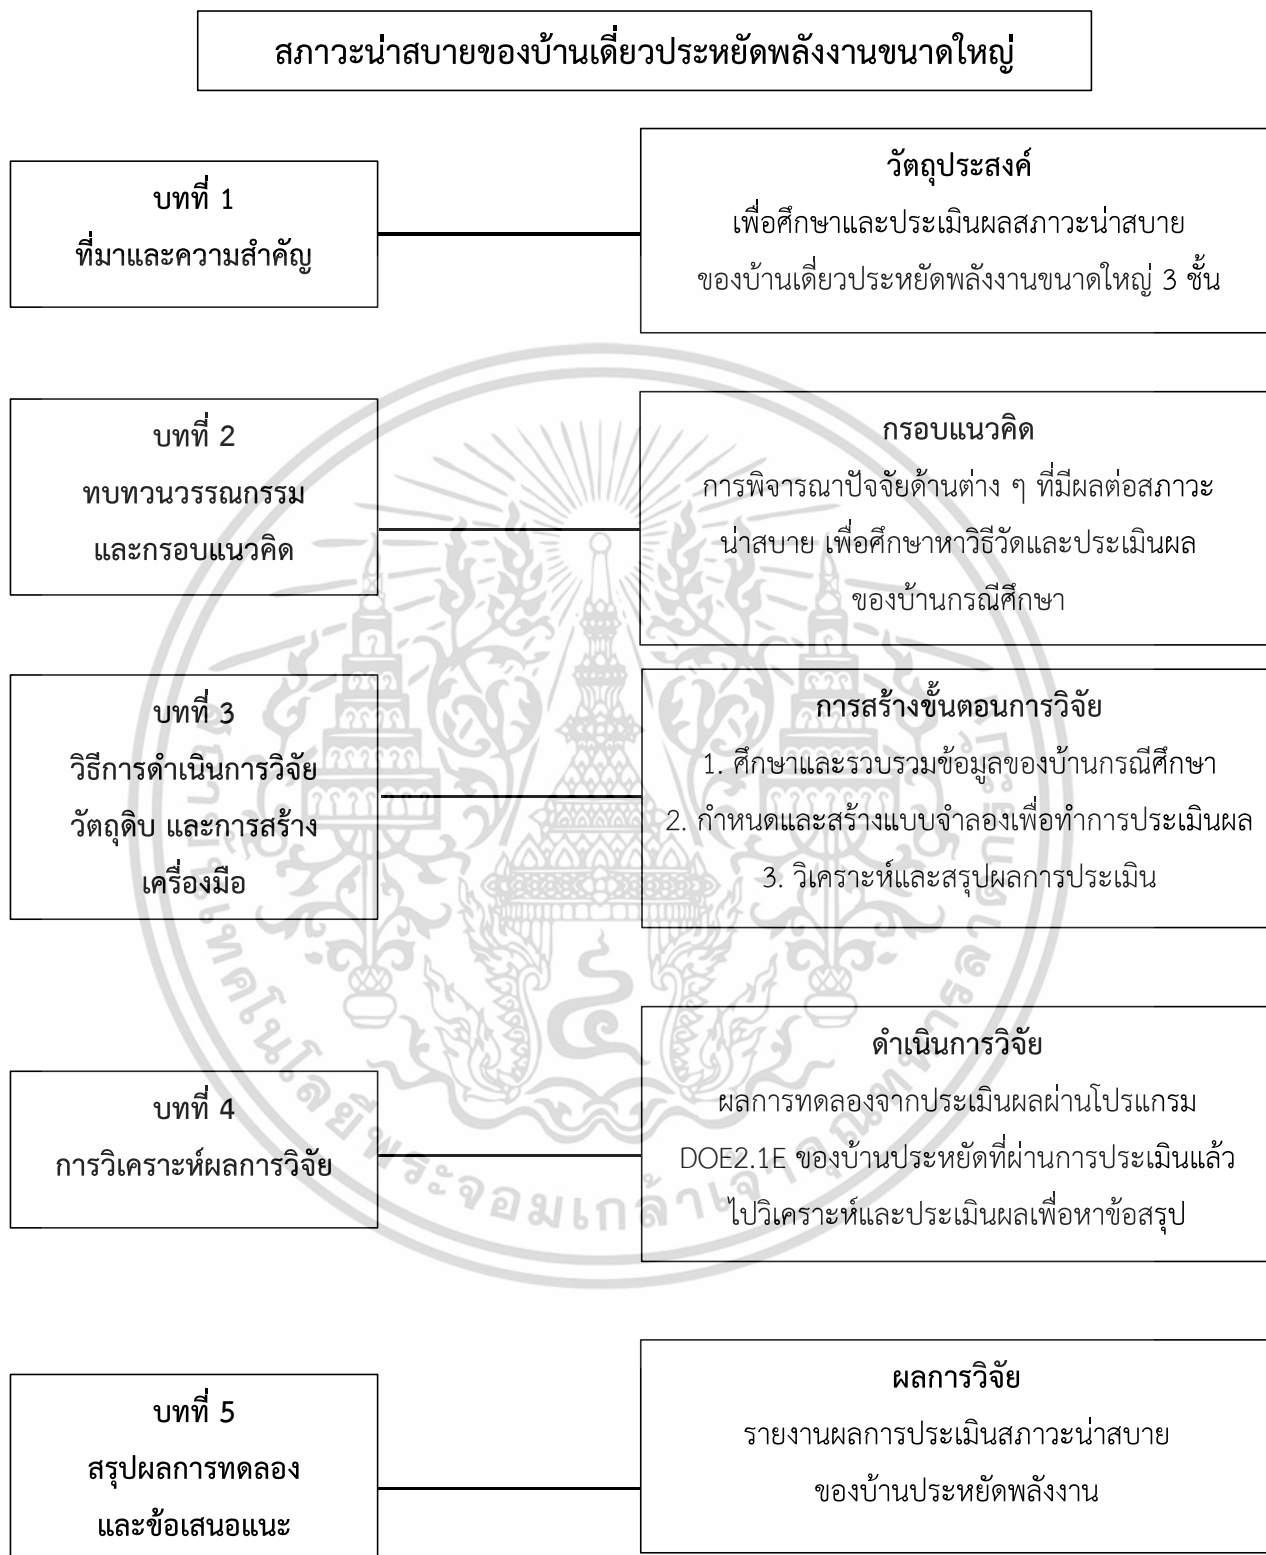 สภาวะน่าสบายของบ้านเดี่ยวประหยัดพลังงานขนาดใหญ่
บทที่ 1
ที่มาและความสำคัญ
วัตถุประสงค์
เพื่อศึกษาและประเมินผลสภาวะน่าสบาย
ของบ้านเดี่ยวประหยัดพลังงานขนาดใหญ่ 3 ชั้น
บทที่ 2
ทบทวนวรรณกรรม
และกรอบแนวคิด
กรอบแนวคิด
การพิจารณาปัจจัยด้านต่าง ๆ ที่มีผลต่อสภาวะ
น่าสบาย เพื่อศึกษาหาวิธีวัดและประเมินผล
ของบ้านกรณีศึกษา
บทที่ 3
วิธีการดำเนินการวิจัย
วัตถุดิบ และการสร้าง
เครื่องมือ
การสร้างขั้นตอนการวิจัย
1. ศึกษาและรวบรวมข้อมูลของบ้านกรณีศึกษา
2. กำหนดและสร้างแบบจำลองเพื่อทำการประเมินผล
3. วิเคราะห์และสรุปผลการประเมิน
บทที่ 4
การวิเคราะห์ผลการวิจัย
ดำเนินการวิจัย
ผลการทดลองจากประเมินผลผ่านโปรแกรม
DOE2.1E ของบ้านประหยัดที่ผ่านการประเมินแล้ว
ไปวิเคราะห์และประเมินผลเพื่อหาข้อสรุป
บทที่ 5
สรุปผลการทดลอง
และข้อเสนอแนะ
ผลการวิจัย
รายงานผลการประเมินสภาวะน่าสบาย
ของบ้านประหยัดพลังงาน